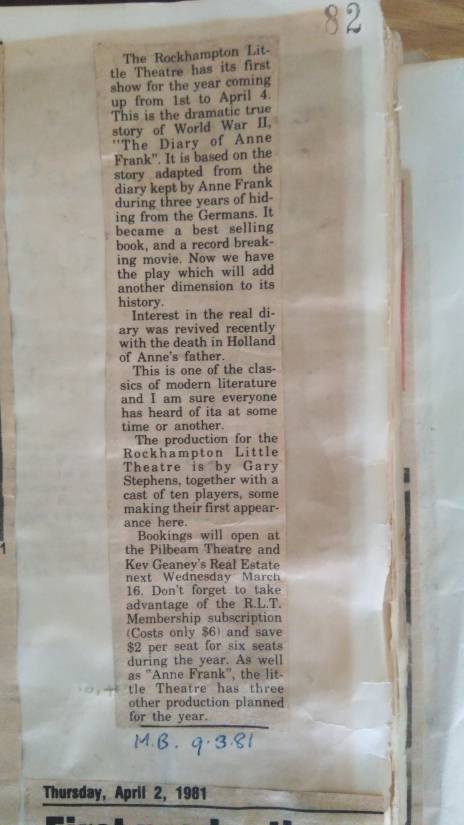 82
The Rockhampton Lit-
tle Theatre has its first
show for the year coming
up from 1st to April 4.
This is the dramatic true
story of World War II,
"The Diary of Anne
Frank". It is based on the
story adapted from the
diary kept by Anne Frank
during three years of hid-
ing from the Germans. It
became a best selling
book, and a record break-
ing movie. Now we have
the play which will add
another dimension to its
history.
Interest in the real di-
ary was revived recently
with the death in Holland
of Anne's father.
This is one of the clas-
sics of modern literature
and I am sure everyone
has heard of ita at some
time or another.
The production for the
Rockhampton Little
Theatre is by Gary
Stephens, together with a
cast of ten players, some
making their first appear-
ance here.
Bookings will open at
the Pilbeam Theatre and
Kev Geaney's Real Estate
next Wednesday March
16. Don't forget to take
advantage of the R.L.T.
Membership subscription
(Costs only $6) and save
$2 per seat for six seats
during the year. As well
as "Anne Frank", the lit-
tle Theatre has three
other production planned
for the year.
M.B. 9.3.81
Thursday, April 2, 1981